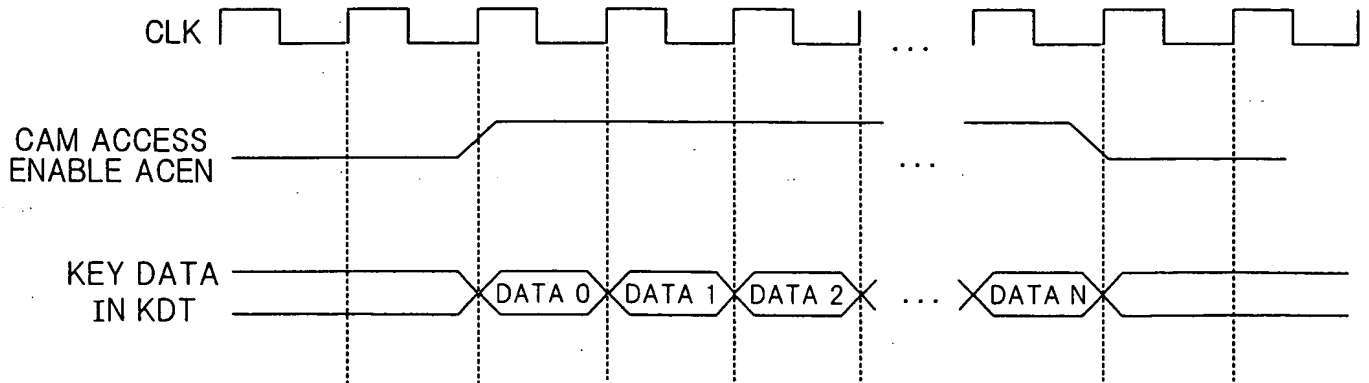 CLK
...
CAM ACCESS
ENABLE ACEN
...
KEY DATA
IN KDT
DATA 0 DATA 1 DATA 2 ... DATA N